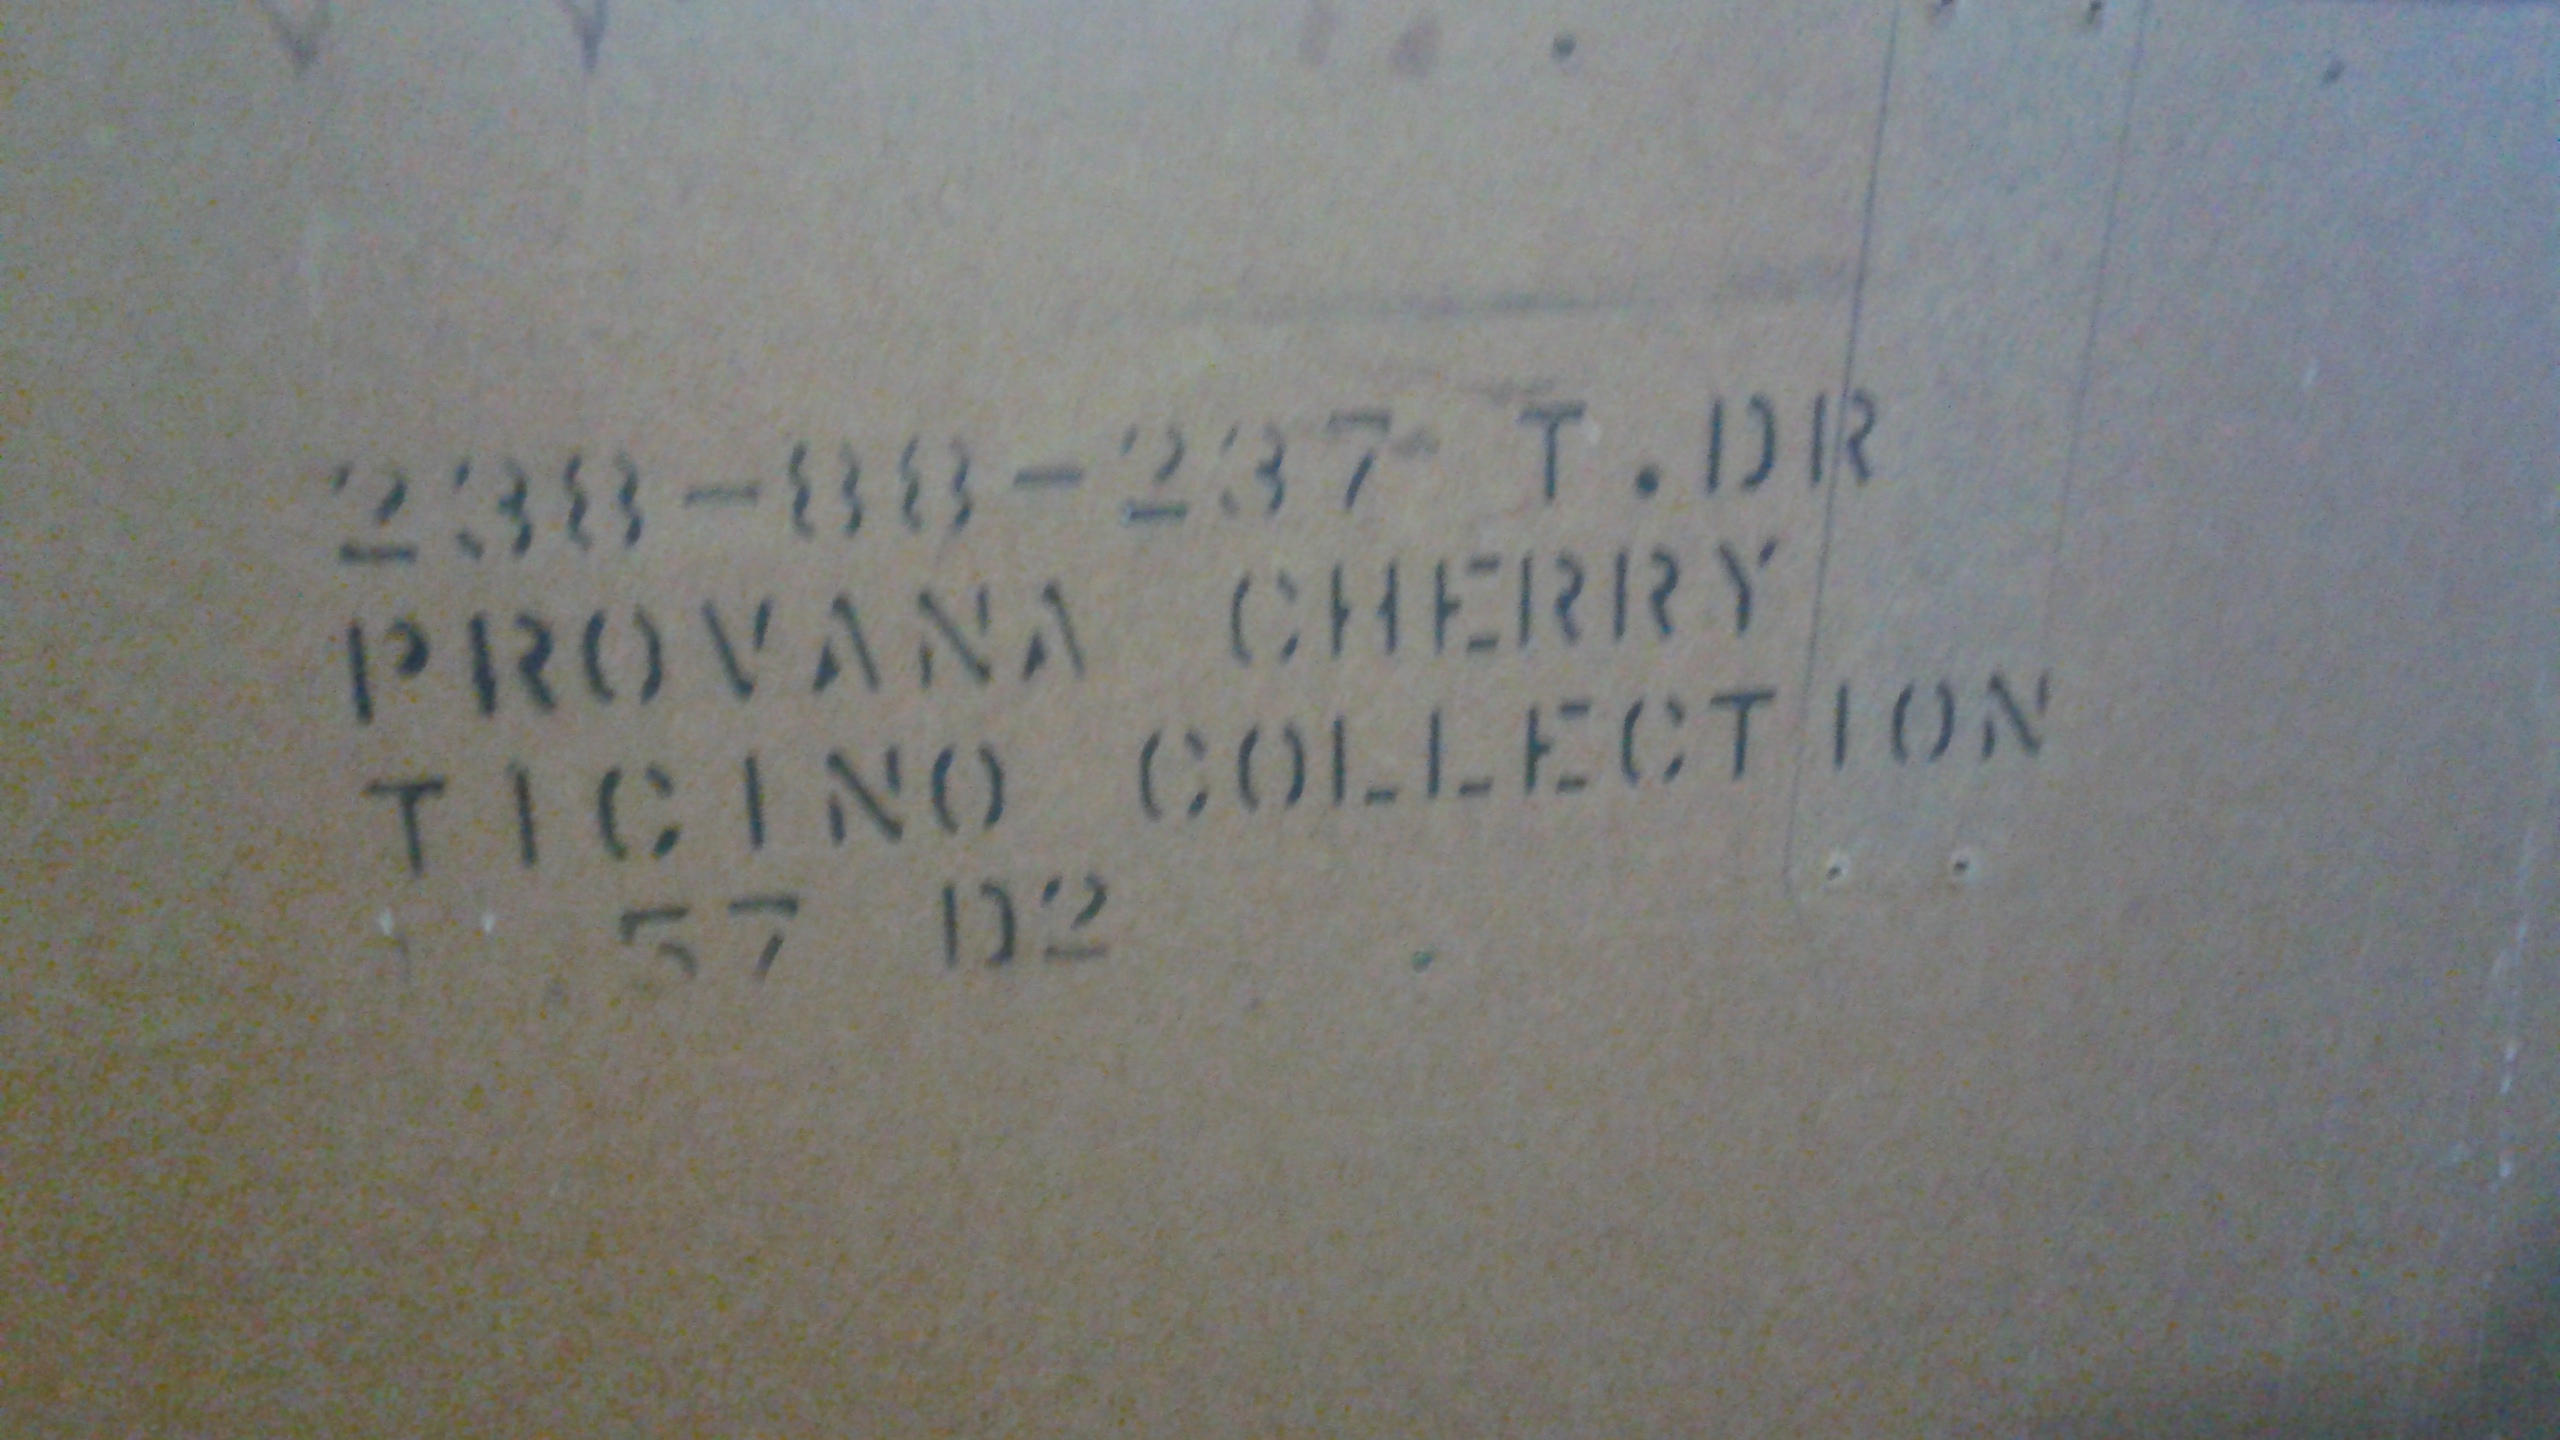 238-88-237 T.DR
PROVANA CHERRY
TICINO COLLECTION
57 D2